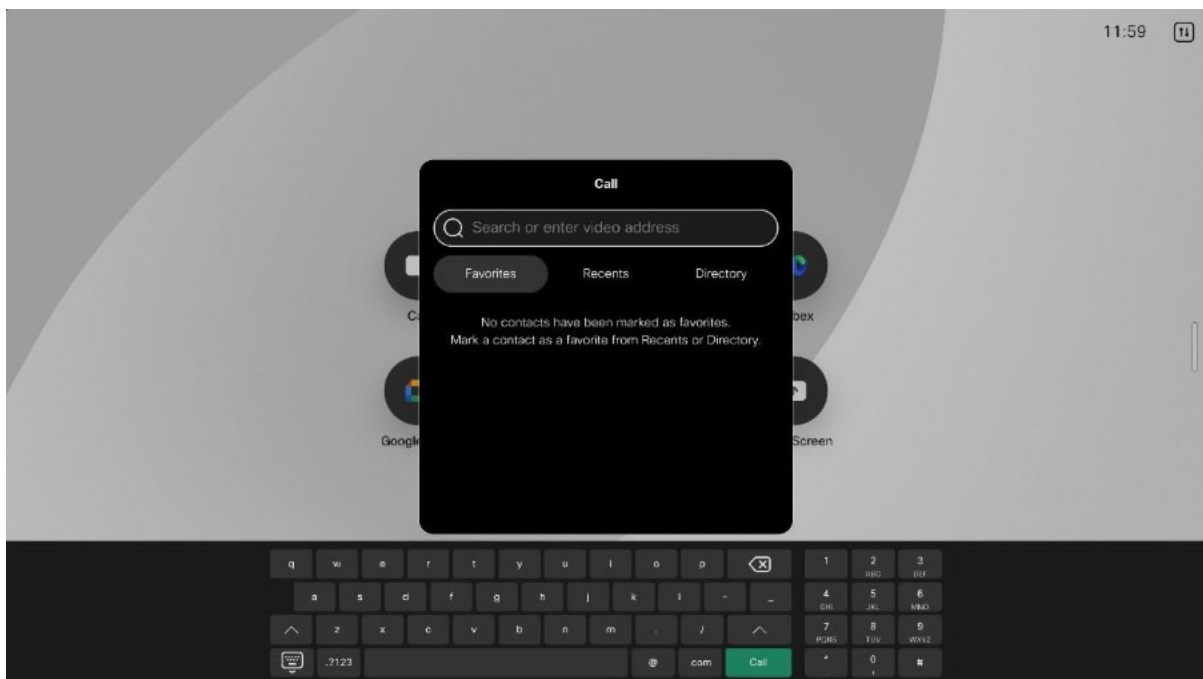 11:59
Call
Search or enter video address
Favorites Recents Directory
No contacts have been marked as favorites.
Mark a contact as a favorite from Recents or Directory.
bex
Google
Screen
q w e r t y u i o p 1 2 3
ABC DEF
a s d f g h j k l - _ 4 5 6
GHI JKL MNO
z x c v b n m . / 7 8 9
PQRS TUV WXYZ
.?123 @ .com Call * 0 #